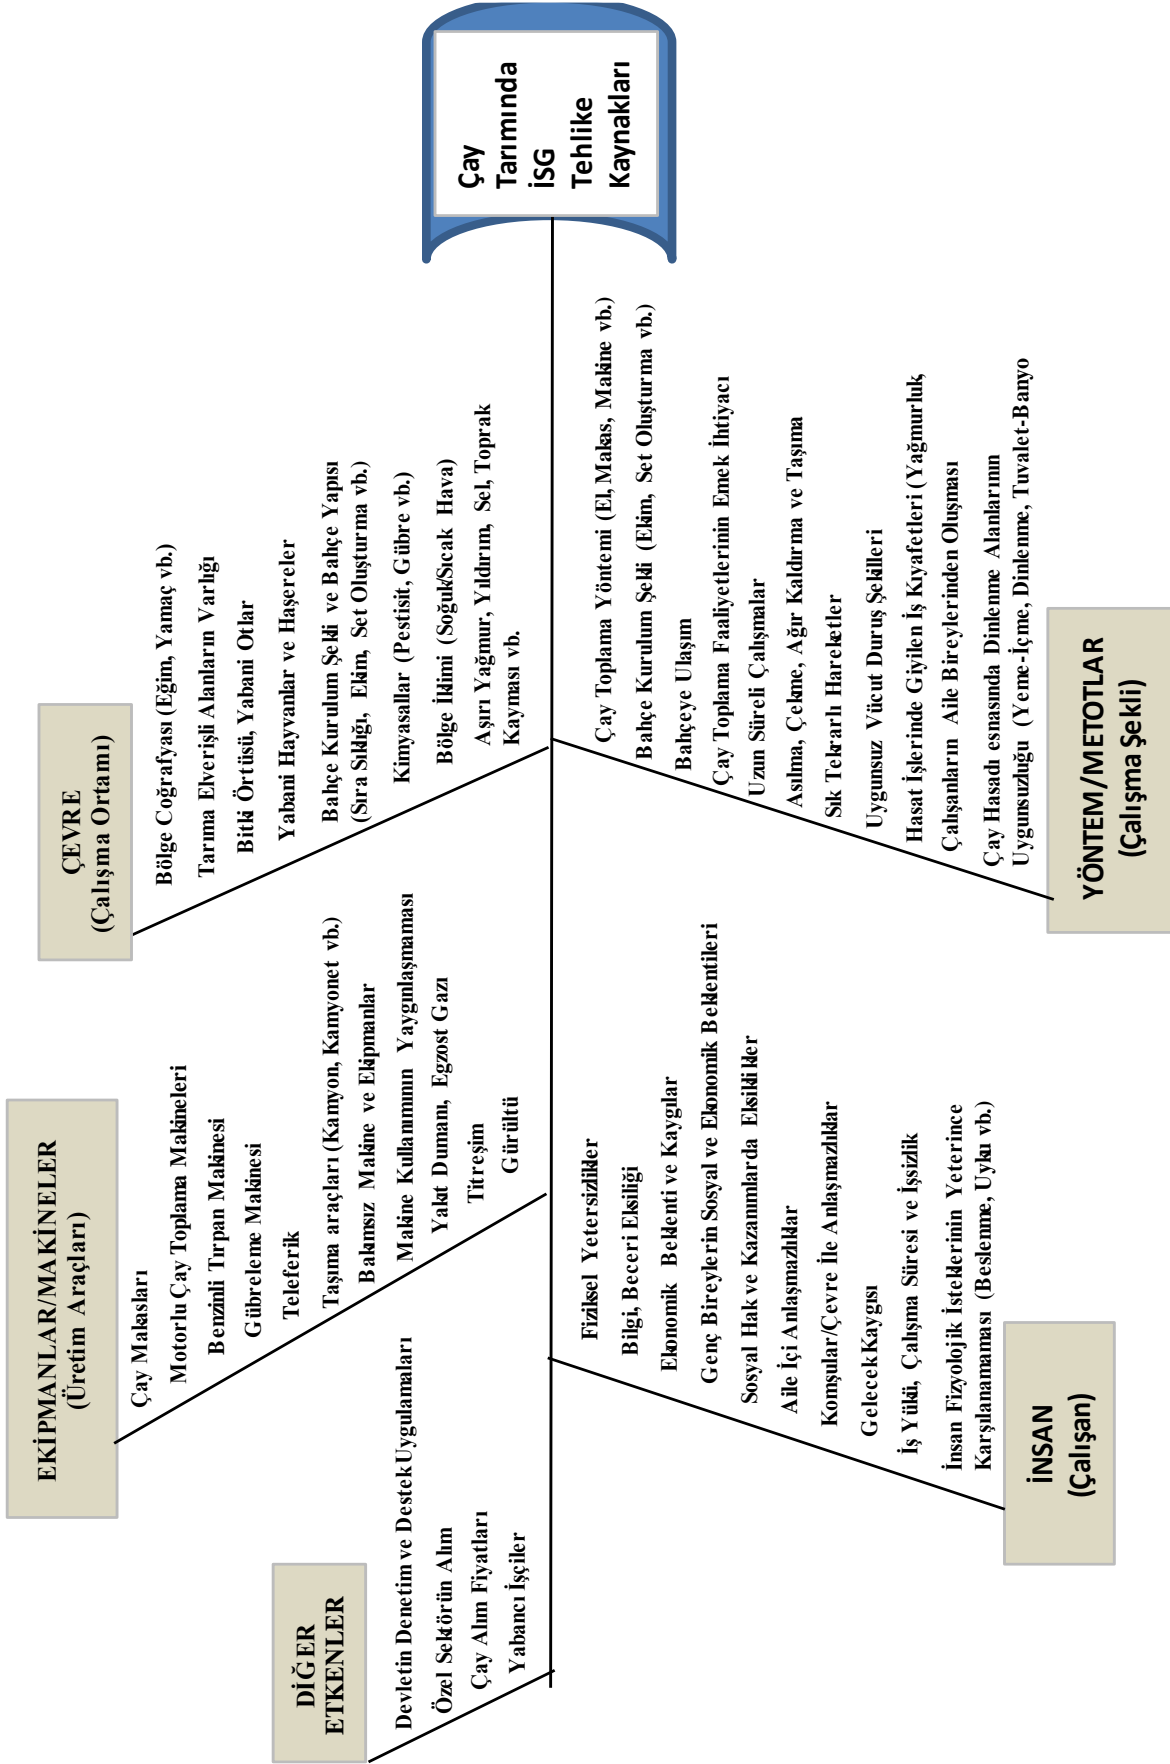 DİĞER
ETKENLER
Devletin Denetim ve Destek Uygulamaları
Özel Sektörün Alım
Çay Alım Fiyatları
Yabancı İşçiler
EKİPMANLAR/MAKİNELER
(Üretim Araçları)
Çay Makasları
Motorlu Çay Toplama Makineleri
Benzinli Tırpan Makinesi
Gübreleme Makinesi
Teleferik
Taşıma araçları (Kamyon, Kamyonet vb.)
Bakımsız Makine ve Ekipmanlar
Makine Kullanımının Yaygınlaşmaması
Yakıt Dumanı, Egzost Gazı
Titreşim
Gürültü
ÇEVRE
(Çalışma Ortamı)
Bölge Coğrafyası (Eğim, Yamaç vb.)
Tarıma Elverişli Alanların Varlığı
Bitki Örtüsü, Yabani Otlar
Yabani Hayvanlar ve Haşereler
Bahçe Kurulum Şekli ve Bahçe Yapısı
(Sıra Sıklığı, Ekim, Set Oluşturma vb.)
Kimyasallar (Pestisit, Gübre vb.)
Bölge İklimi (Soğuk/Sıcak Hava)
Aşırı Yağmur, Yıldırım, Sel, Toprak
Kayması vb.
Çay
Tarımında
İSG
Tehlike
Kaynakları
Fiziksel Yetersizlikler
Bilgi, Beceri Eksiliği
Ekonomik Beklenti ve Kaygılar
Genç Bireylerin Sosyal ve Ekonomik Beklentileri
Sosyal Hak ve Kazanımlarda Eksiklikler
Aile İçi Anlaşmazlıklar
Komşular/Çevre İle Anlaşmazlıklar
Gelecek Kaygısı
İş Yükü, Çalışma Süresi ve İşsizlik
İnsan Fizyolojik İsteklerinin Yeterince
Karşılanamaması (Beslenme, Uyku vb.)
İNSAN
(Çalışan)
Çay Toplama Yöntemi (El, Makas, Makine vb.)
Bahçe Kurulum Şekli (Ekim, Set Oluşturma vb.)
Bahçeye Ulaşım
Çay Toplama Faaliyetlerinin Emek İhtiyacı
Uzun Süreli Çalışmalar
Asılma, Çekme, Ağır Kaldırma ve Taşıma
Sık Tekrarlı Hareketler
Uygunsuz Vücut Duruş Şekilleri
Hasat İşlerinde Giyilen İş Kıyafetleri (Yağmurluk,
Çalışanların Aile Bireylerinden Oluşması
Çay Hasadı esnasında Dinlenme Alanlarının
Uygunsuzluğu (Yeme-İçme, Dinlenme, Tuvalet-Banyo
YÖNTEM/METOTLAR
(Çalışma Şekli)